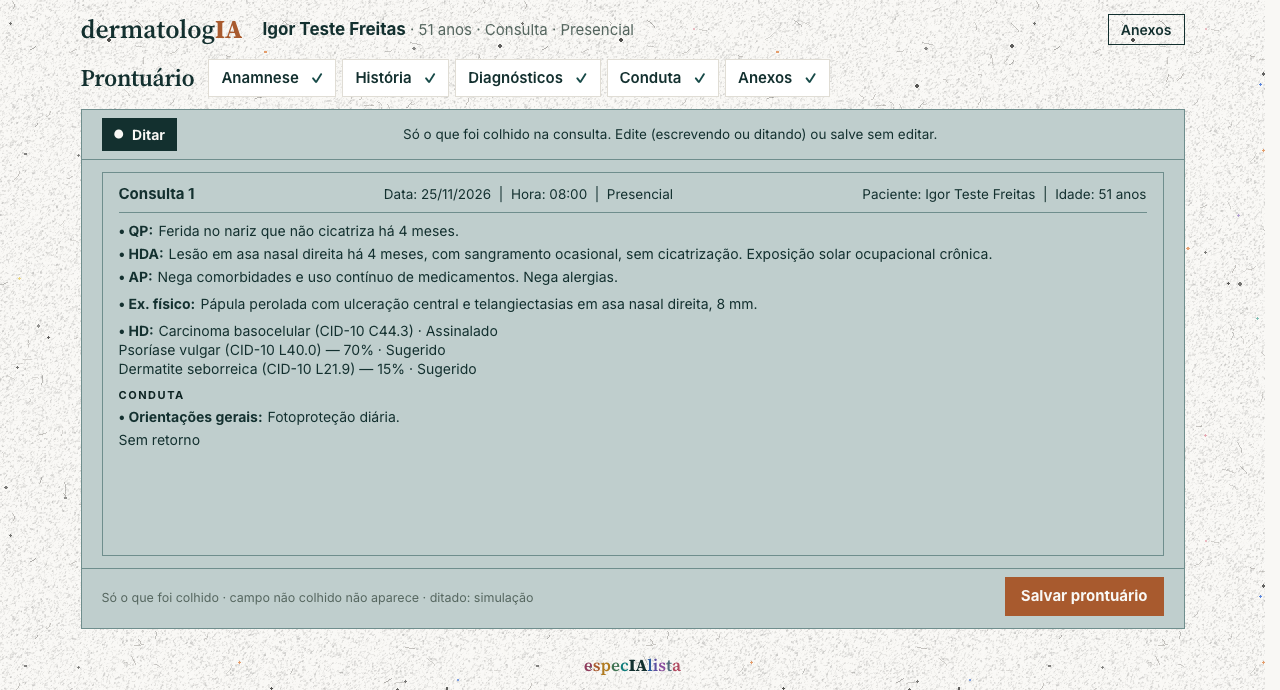 dermatologIA Igor Teste Freitas · 51 anos · Consulta · Presencial Anexos
Prontuário Anamnese ✓ História ✓ Diagnósticos ✓ Conduta ✓ Anexos ✓
Ditar Só o que foi colhido na consulta. Edite (escrevendo ou ditando) ou salve sem editar.
Consulta 1 Data: 25/11/2026 | Hora: 08:00 | Presencial Paciente: Igor Teste Freitas | Idade: 51 anos
• QP: Ferida no nariz que não cicatriza há 4 meses.
• HDA: Lesão em asa nasal direita há 4 meses, com sangramento ocasional, sem cicatrização. Exposição solar ocupacional crônica.
• AP: Nega comorbidades e uso contínuo de medicamentos. Nega alergias.
• Ex. físico: Pápula perolada com ulceração central e telangiectasias em asa nasal direita, 8 mm.
• HD: Carcinoma basocelular (CID-10 C44.3) · Assinalado
Psoríase vulgar (CID-10 L40.0) — 70% · Sugerido
Dermatite seborreica (CID-10 L21.9) — 15% · Sugerido
CONDUTA
• Orientações gerais: Fotoproteção diária.
Sem retorno
Só o que foi colhido · campo não colhido não aparece · ditado: simulação Salvar prontuário
especIAlista